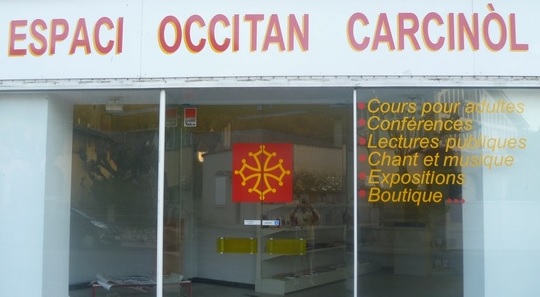 ESPACI OCCITAN CARCINÒL
•Cours pour adultes
•Conférences
•Lectures publiques
•Chant et musique
•Expositions
•Boutique ...